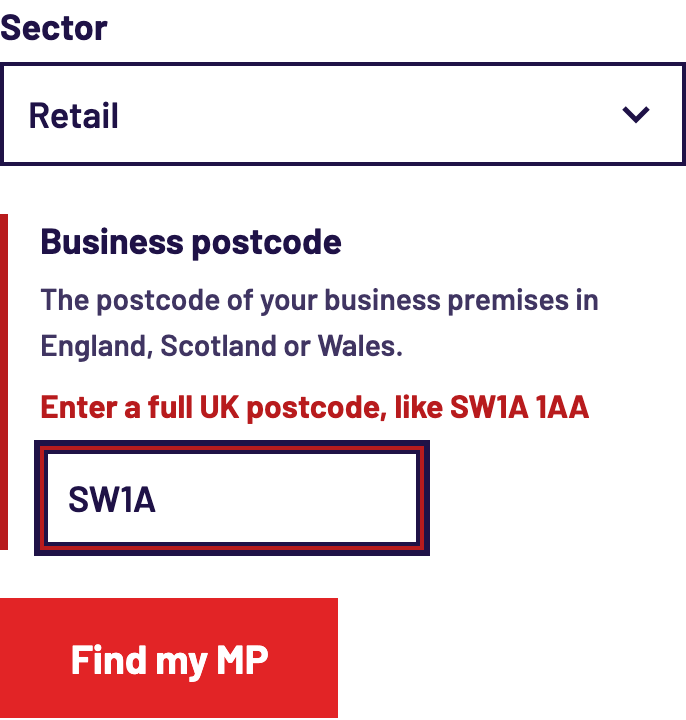 Sector
Retail
Business postcode
The postcode of your business premises in
England, Scotland or Wales.
Enter a full UK postcode, like SW1A 1AA
SW1A
Find my MP